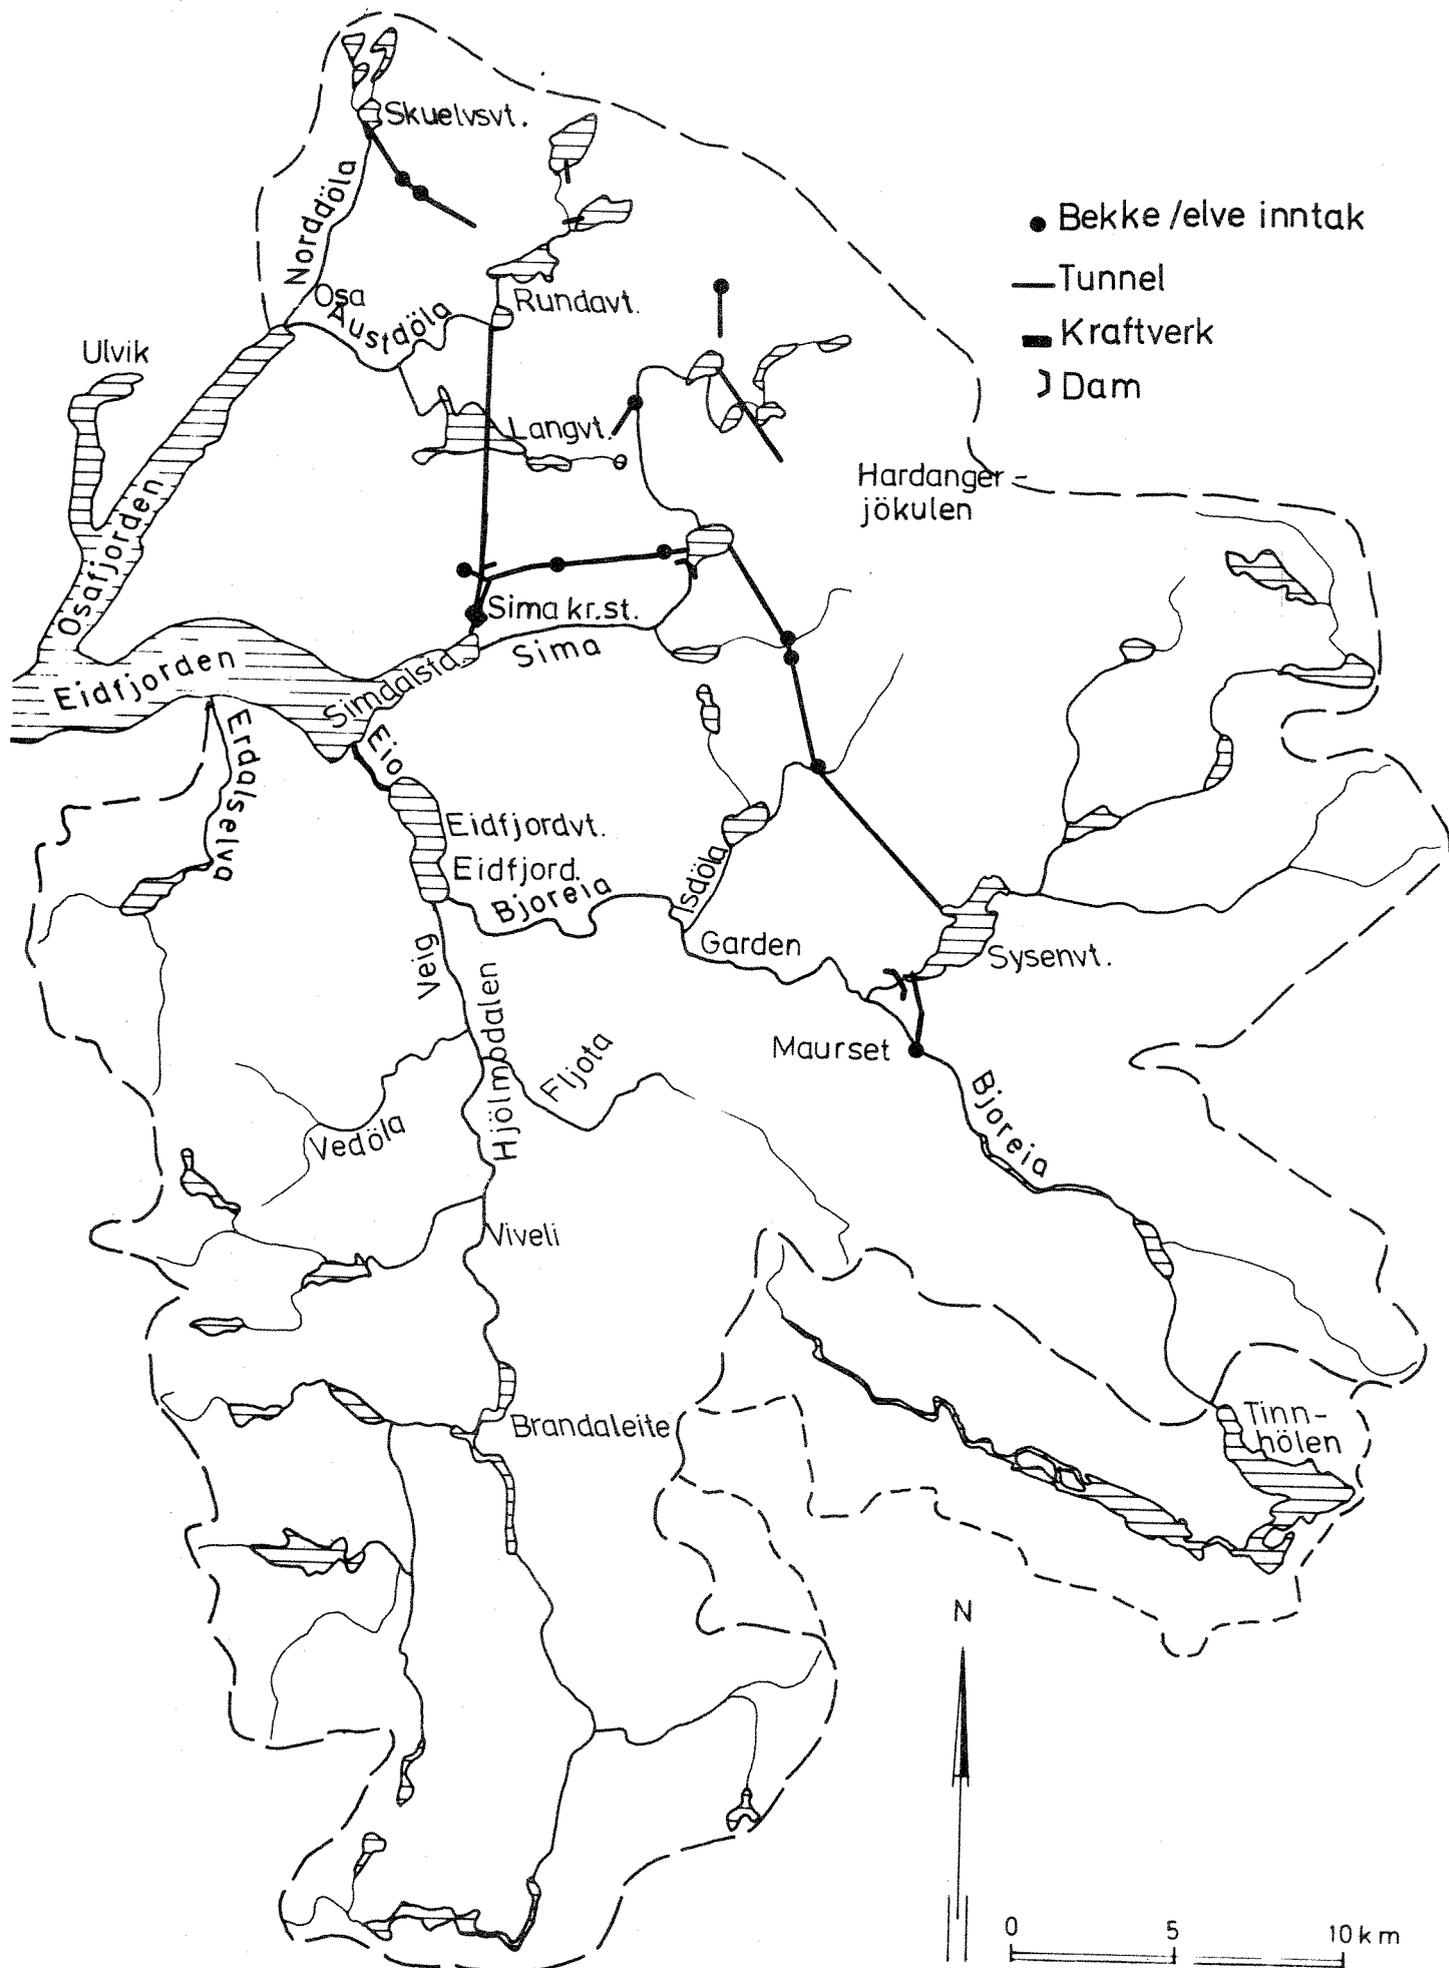 Skuelvsvt.
Norddöla
Bekke/elve inntak
Tunnel
Kraftverk
Dam
Osa
Austdöla
Rundavt.
Ulvik
Langvt.
Hardanger-
jökulen
Osafjorden
Sima kr.st.
Sima
Eidfjorden
Simdalsfd.
Erdalselva
Eio
Eidfjordvt.
Eidfjord.
Bjoreia
Isdöla
Garden
Sysenvt.
Veig
Hjölmodalen
Maurset
Fljota
Bjoreia
Vedöla
Viveli
Brandaleite
Tinn-
hölen
N
0 5 10 km